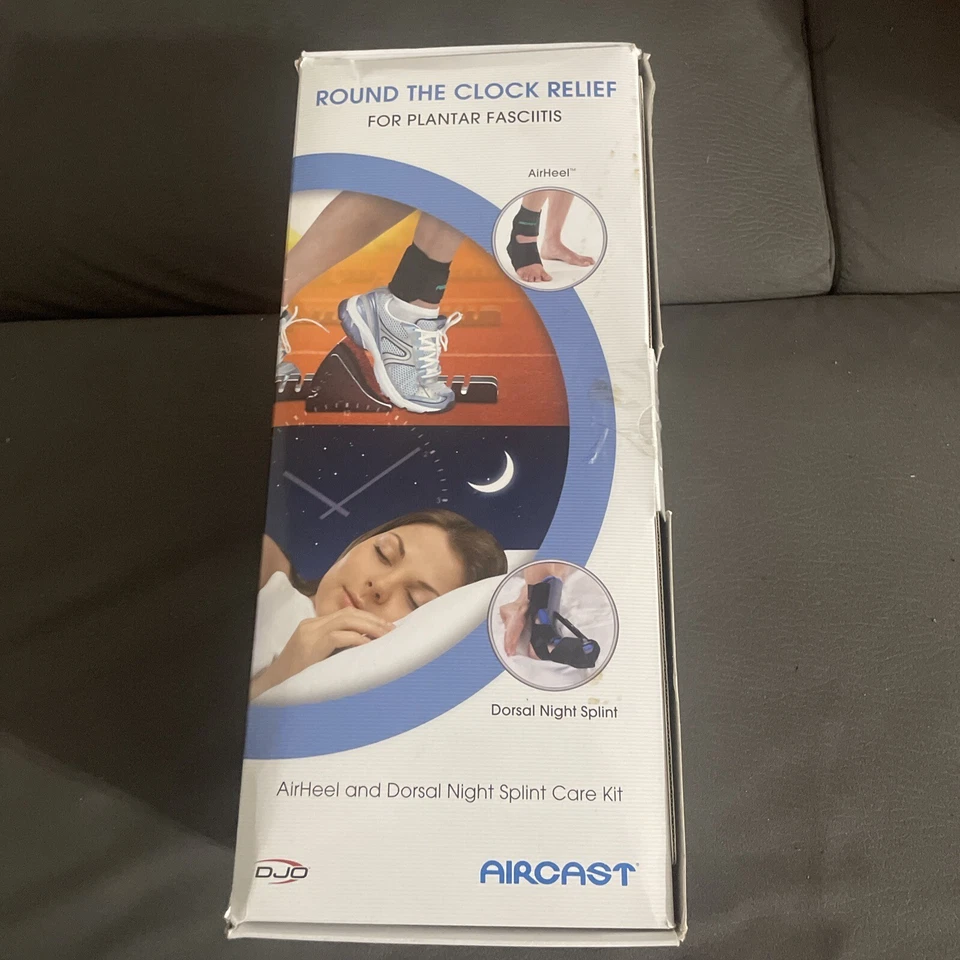 ROUND THE CLOCK RELIEF
FOR PLANTAR FASCIITIS
AirHeel™
Dorsal Night Splint
AirHeel and Dorsal Night Splint Care Kit
DJO
AIRCAST